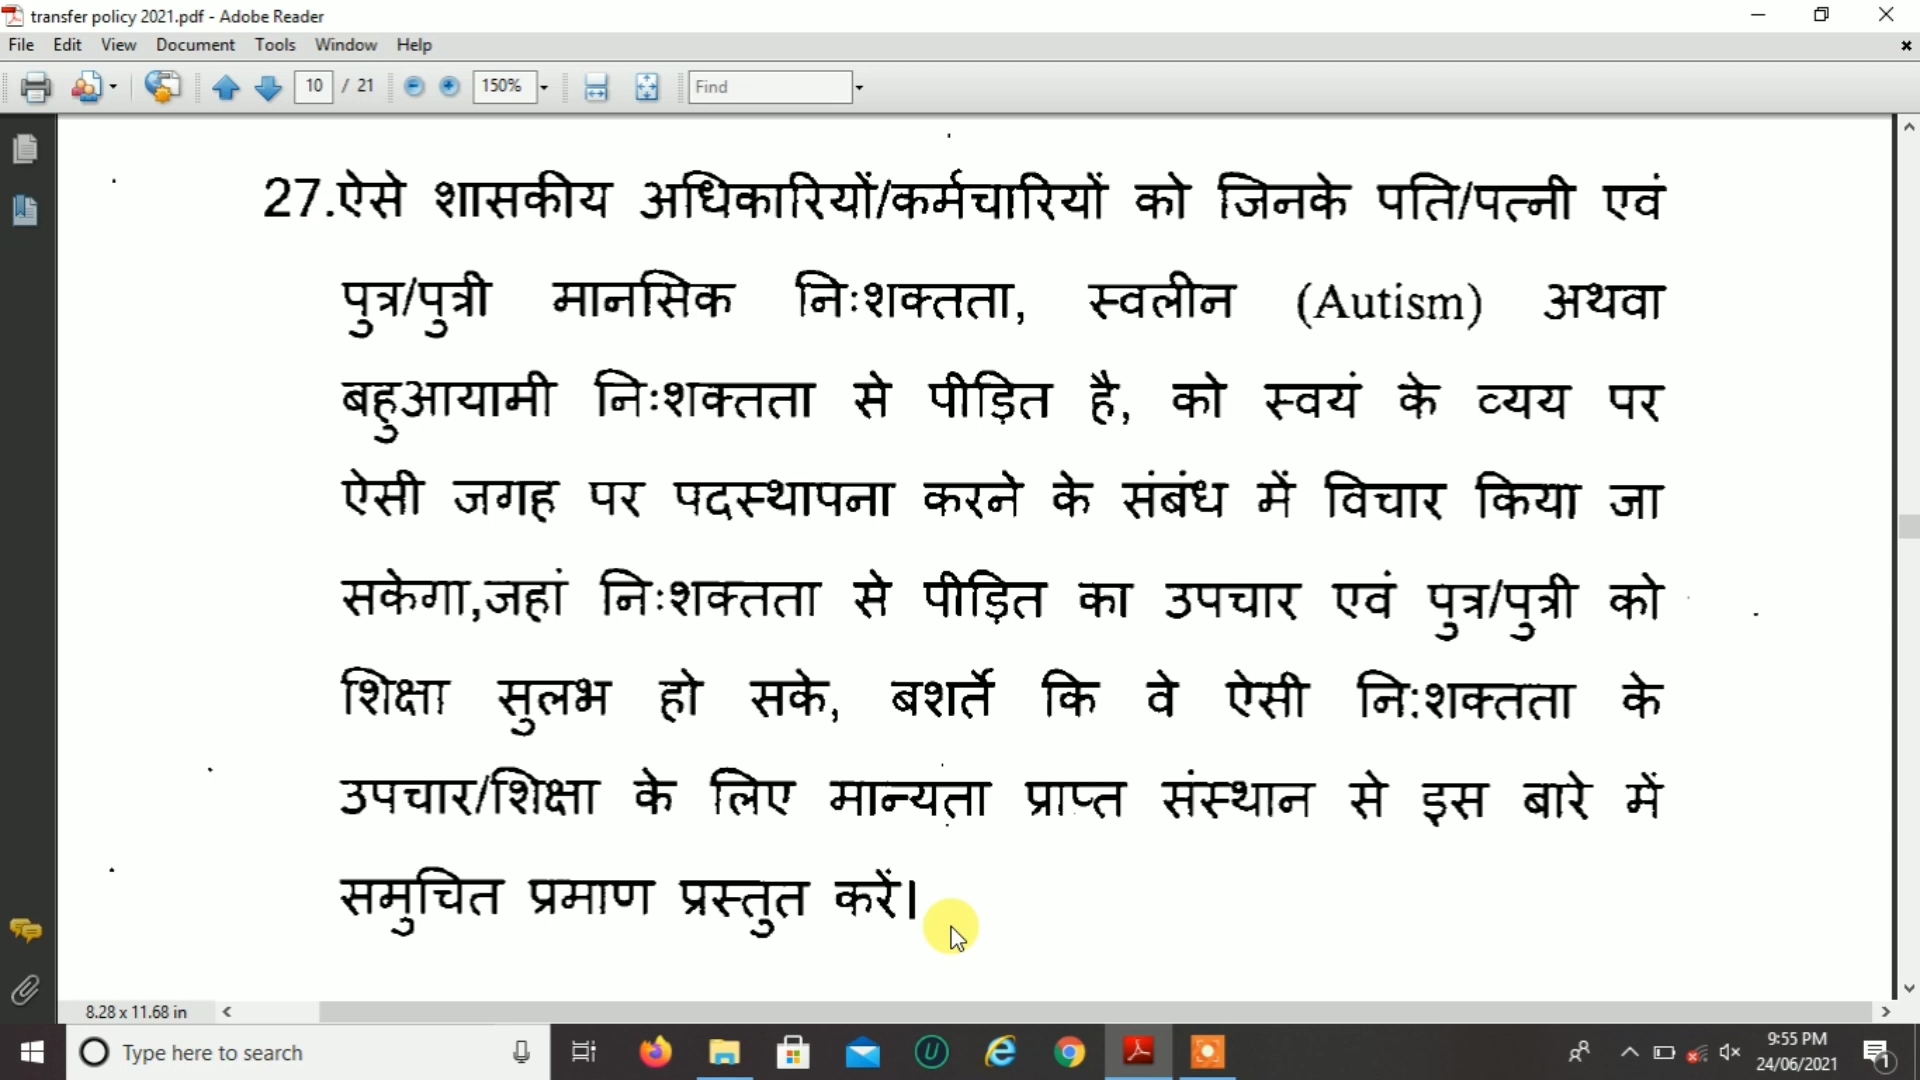 transfer policy 2021.pdf - Adobe Reader
File Edit View Document Tools Window Help
10 / 21 150% Find
27.ऐसे शासकीय अधिकारियों/कर्मचारियों को जिनके पति/पत्नी एवं
पुत्र/पुत्री मानसिक निःशक्तता, स्वलीन (Autism) अथवा
बहुआयामी निःशक्तता से पीड़ित है, को स्वयं के व्यय पर
ऐसी जगह पर पदस्थापना करने के संबंध में विचार किया जा
सकेगा,जहां निःशक्तता से पीड़ित का उपचार एवं पुत्र/पुत्री को
शिक्षा सुलभ हो सके, बशर्ते कि वे ऐसी नि:शक्तता के
उपचार/शिक्षा के लिए मान्यता प्राप्त संस्थान से इस बारे में
समुचित प्रमाण प्रस्तुत करें।
8.28 x 11.68 in
Type here to search
9:55 PM
24/06/2021
1